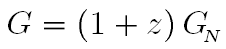 G = (1 + z) G_N